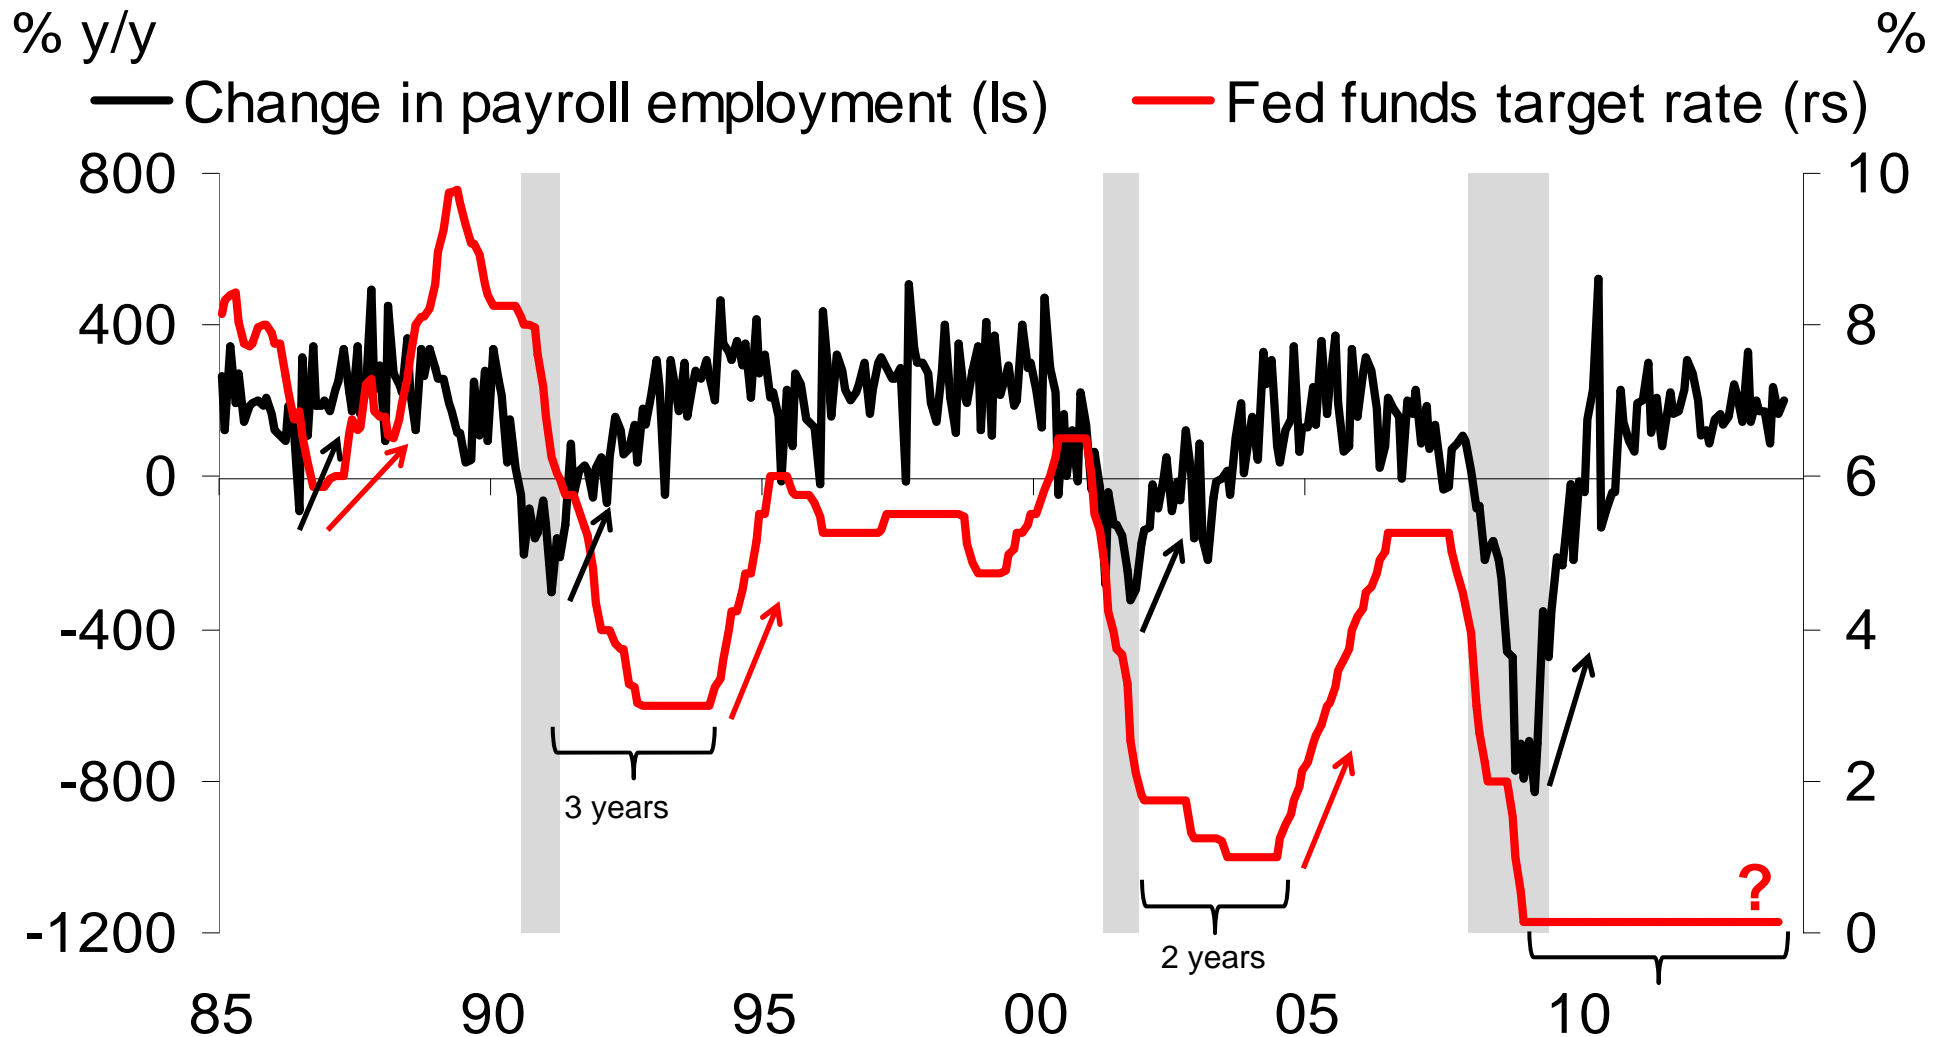 % y/y %
Change in payroll employment (ls) Fed funds target rate (rs)
800 10
400 8
0 6
-400 4
-800 2
-1200 0
3 years
?
2 years
85 90 95 00 05 10